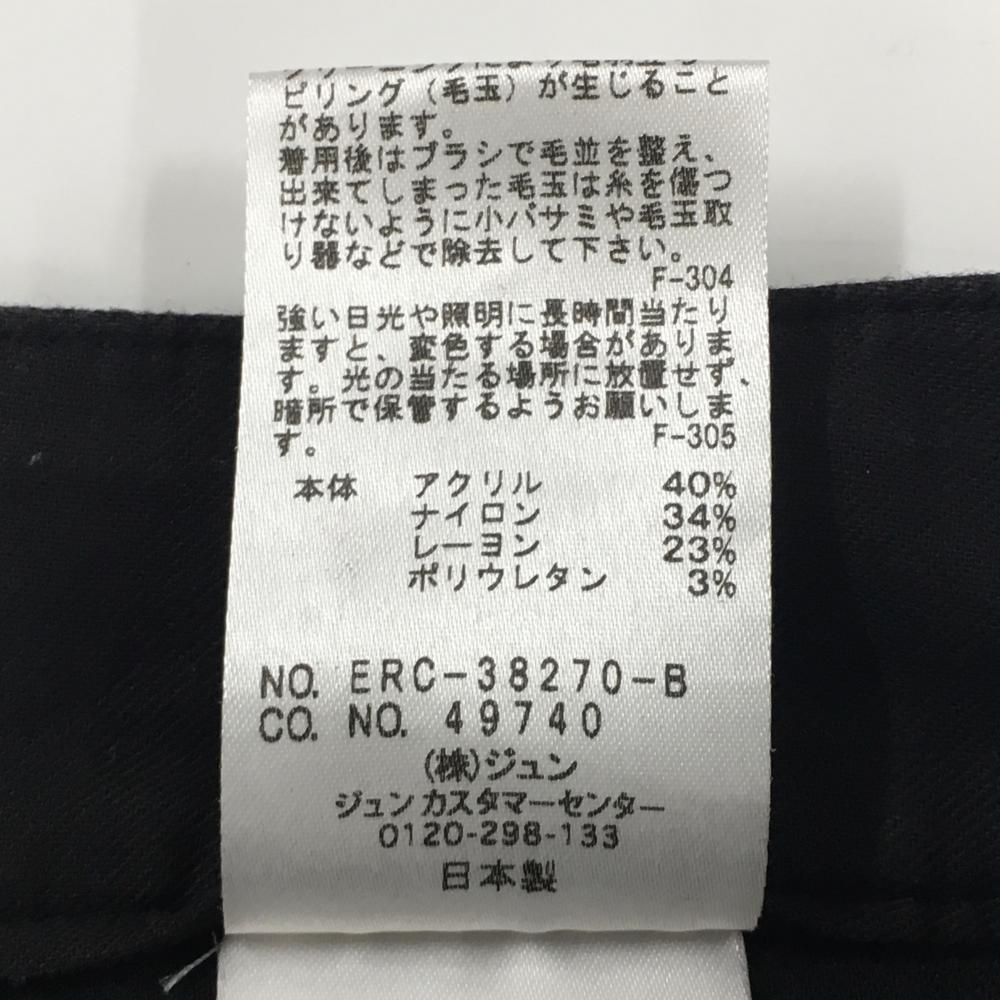 ピリング(毛玉)が生じること
があります。
着用後はブラシで毛並を整え、
出来てしまった毛玉は糸を傷つ
けないように小バサミや毛玉取
り器などで除去して下さい。
F-304
強い日光や照明に長時間当たり
ますと、変色する場合がありま
す。光の当たる場所に放置せず、
暗所で保管するようお願いしま
す。 F-305
本体 アクリル 40%
ナイロン 34%
レーヨン 23%
ポリウレタン 3%
NO. ERC-38270-B
CO. NO. 49740
(株)ジュン
ジュンカスタマーセンター
0120-298-133
日本製